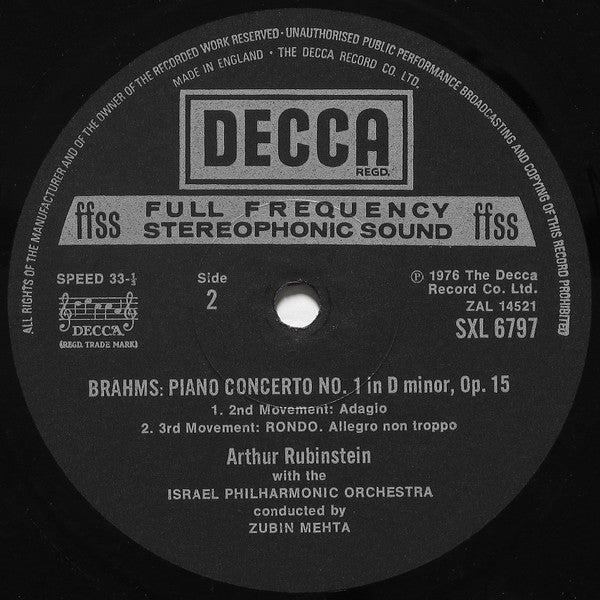 ALL RIGHTS OF THE MANUFACTURER AND OF THE OWNER OF THE RECORDED WORK RESERVED · UNAUTHORISED PUBLIC PERFORMANCE BROADCASTING AND COPYING OF THIS RECORD PROHIBITED
MADE IN ENGLAND · THE DECCA RECORD CO. LTD.
DECCA
REGD.
ffss FULL FREQUENCY ffss
STEREOPHONIC SOUND
SPEED 33-⅓
Side
2
℗ 1976 The Decca
Record Co. Ltd.
ZAL 14521
SXL 6797
DECCA
(REGD. TRADE MARK)
BRAHMS: PIANO CONCERTO NO. 1 in D minor, Op. 15
1. 2nd Movement: Adagio
2. 3rd Movement: RONDO. Allegro non troppo
Arthur Rubinstein
with the
ISRAEL PHILHARMONIC ORCHESTRA
conducted by
ZUBIN MEHTA